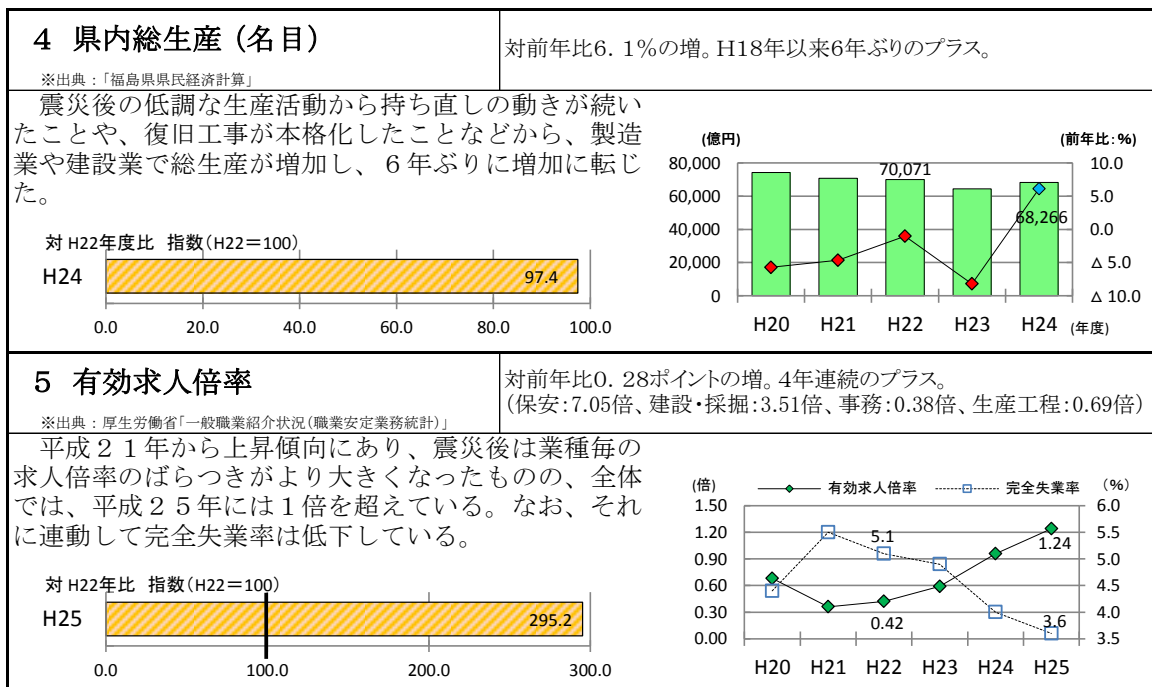 4 県内総生産（名目）
※出典：「福島県県民経済計算」
対前年比6．1％の増。H18年以来6年ぶりのプラス。
震災後の低調な生産活動から持ち直しの動きが続い
たことや、復旧工事が本格化したことなどから、製造
業や建設業で総生産が増加し、６年ぶりに増加に転じ
た。
対 H22年度比 指数(H22＝100)
H24
97.4
0.0 20.0 40.0 60.0 80.0 100.0
(億円) (前年比：%)
80,000 10.0
60,000 5.0
40,000 0.0
20,000 Δ 5.0
0 Δ 10.0
70,071
68,266
H20 H21 H22 H23 H24 (年度)
5 有効求人倍率
※出典：厚生労働省「一般職業紹介状況（職業安定業務統計）」
対前年比0．28ポイントの増。4年連続のプラス。
（保安：7.05倍、建設・採掘：3.51倍、事務：0.38倍、生産工程：0.69倍）
平成２１年から上昇傾向にあり、震災後は業種毎の
求人倍率のばらつきがより大きくなったものの、全体
では、平成２５年には１倍を超えている。なお、それ
に連動して完全失業率は低下している。
対 H22年比 指数(H22＝100)
H25
295.2
0.0 100.0 200.0 300.0
(倍) 有効求人倍率 完全失業率 （%）
1.50 6.0
1.20 5.5
0.90 5.0
0.60 4.5
0.30 4.0
0.00 3.5
5.1
1.24
0.42
3.6
H20 H21 H22 H23 H24 H25